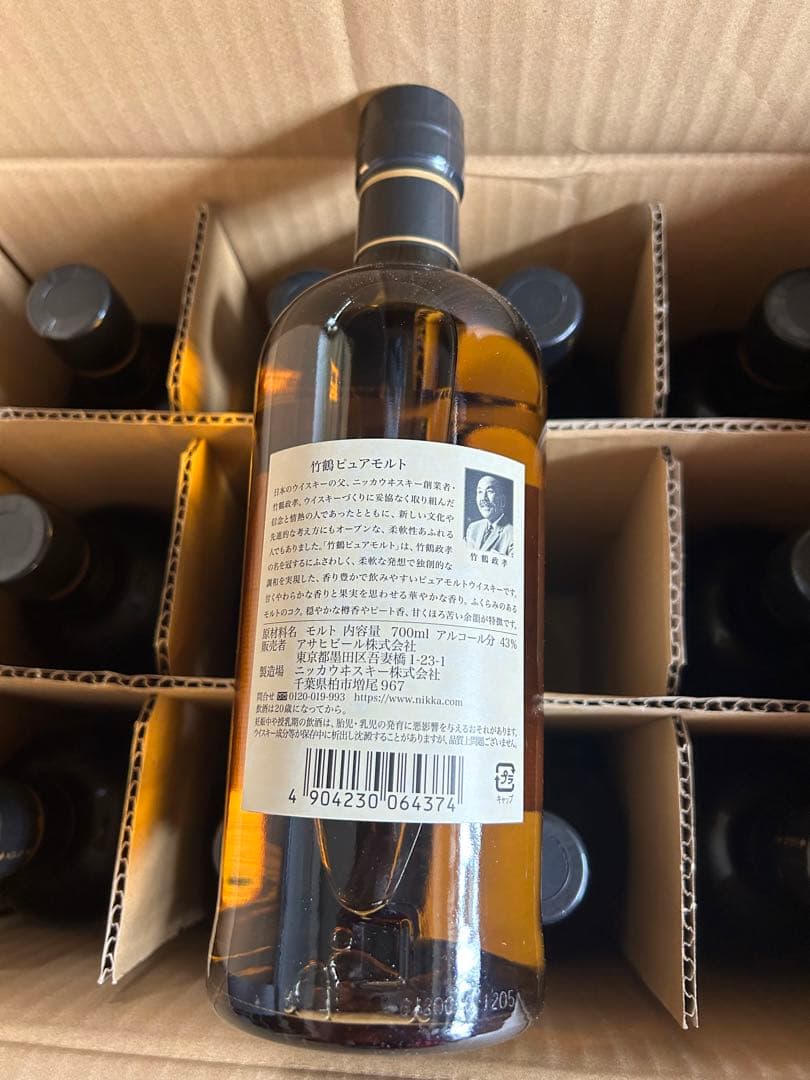 竹鶴ピュアモルト
日本のウイスキーの父、ニッカウヰスキー創業者・
竹鶴政孝。ウイスキーづくりに妥協なく取り組んだ
信念と情熱の人であったとともに、新しい文化や
先進的な考え方にもオープンな、柔軟性あふれる
人でもありました。「竹鶴ピュアモルト」は、竹鶴政孝
の名を冠するにふさわしく、柔軟な発想で独創的な
調和を実現した、香り豊かで飲みやすいピュアモルトウイスキーです。
甘くやわらかな香りと果実を思わせる華やかな香り。ふくらみのある
モルトのコク。穏やかな樽香やピート香、甘くほろ苦い余韻が特徴です。
竹鶴政孝
原材料名 モルト 内容量 700ml アルコール分 43%
販売者 アサヒビール株式会社
東京都墨田区吾妻橋1-23-1
製造場 ニッカウヰスキー株式会社
千葉県柏市増尾967
問合せ 0120-019-993 https://www.nikka.com
飲酒は20歳になってから。
妊娠中や授乳期の飲酒は、胎児・乳児の発育に悪影響を与えるおそれがあります。
ウイスキー成分等が保存中に析出し沈澱することがありますが、品質上問題ございません。
4 904230 064374
プラ
キャップ
1205